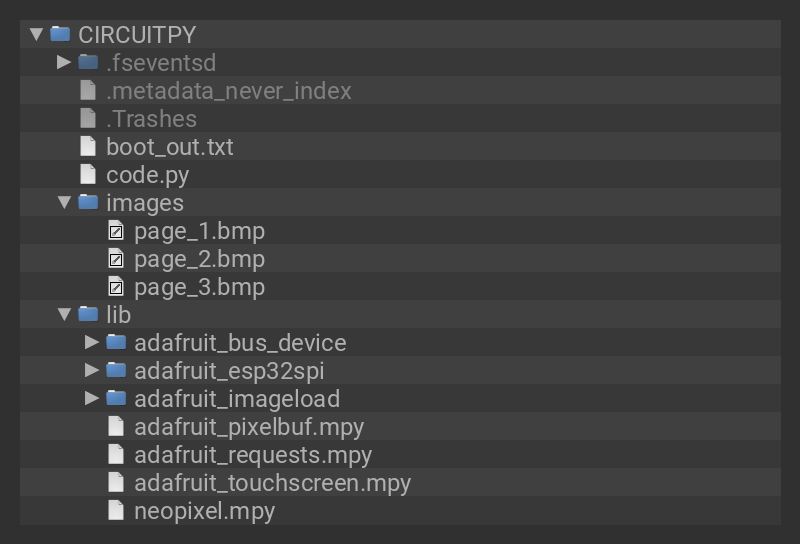 CIRCUITPY
.fseventsd
.metadata_never_index
.Trashes
boot_out.txt
code.py
images
page_1.bmp
page_2.bmp
page_3.bmp
lib
adafruit_bus_device
adafruit_esp32spi
adafruit_imageload
adafruit_pixelbuf.mpy
adafruit_requests.mpy
adafruit_touchscreen.mpy
neopixel.mpy